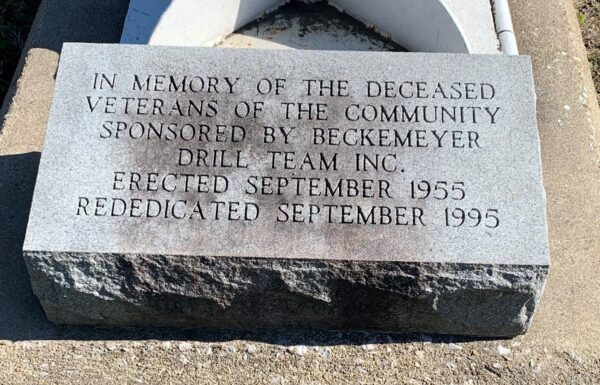 IN MEMORY OF THE DECEASED
VETERANS OF THE COMMUNITY
SPONSORED BY BECKEMEYER
DRILL TEAM INC.
ERECTED SEPTEMBER 1955
REDEDICATED SEPTEMBER 1995